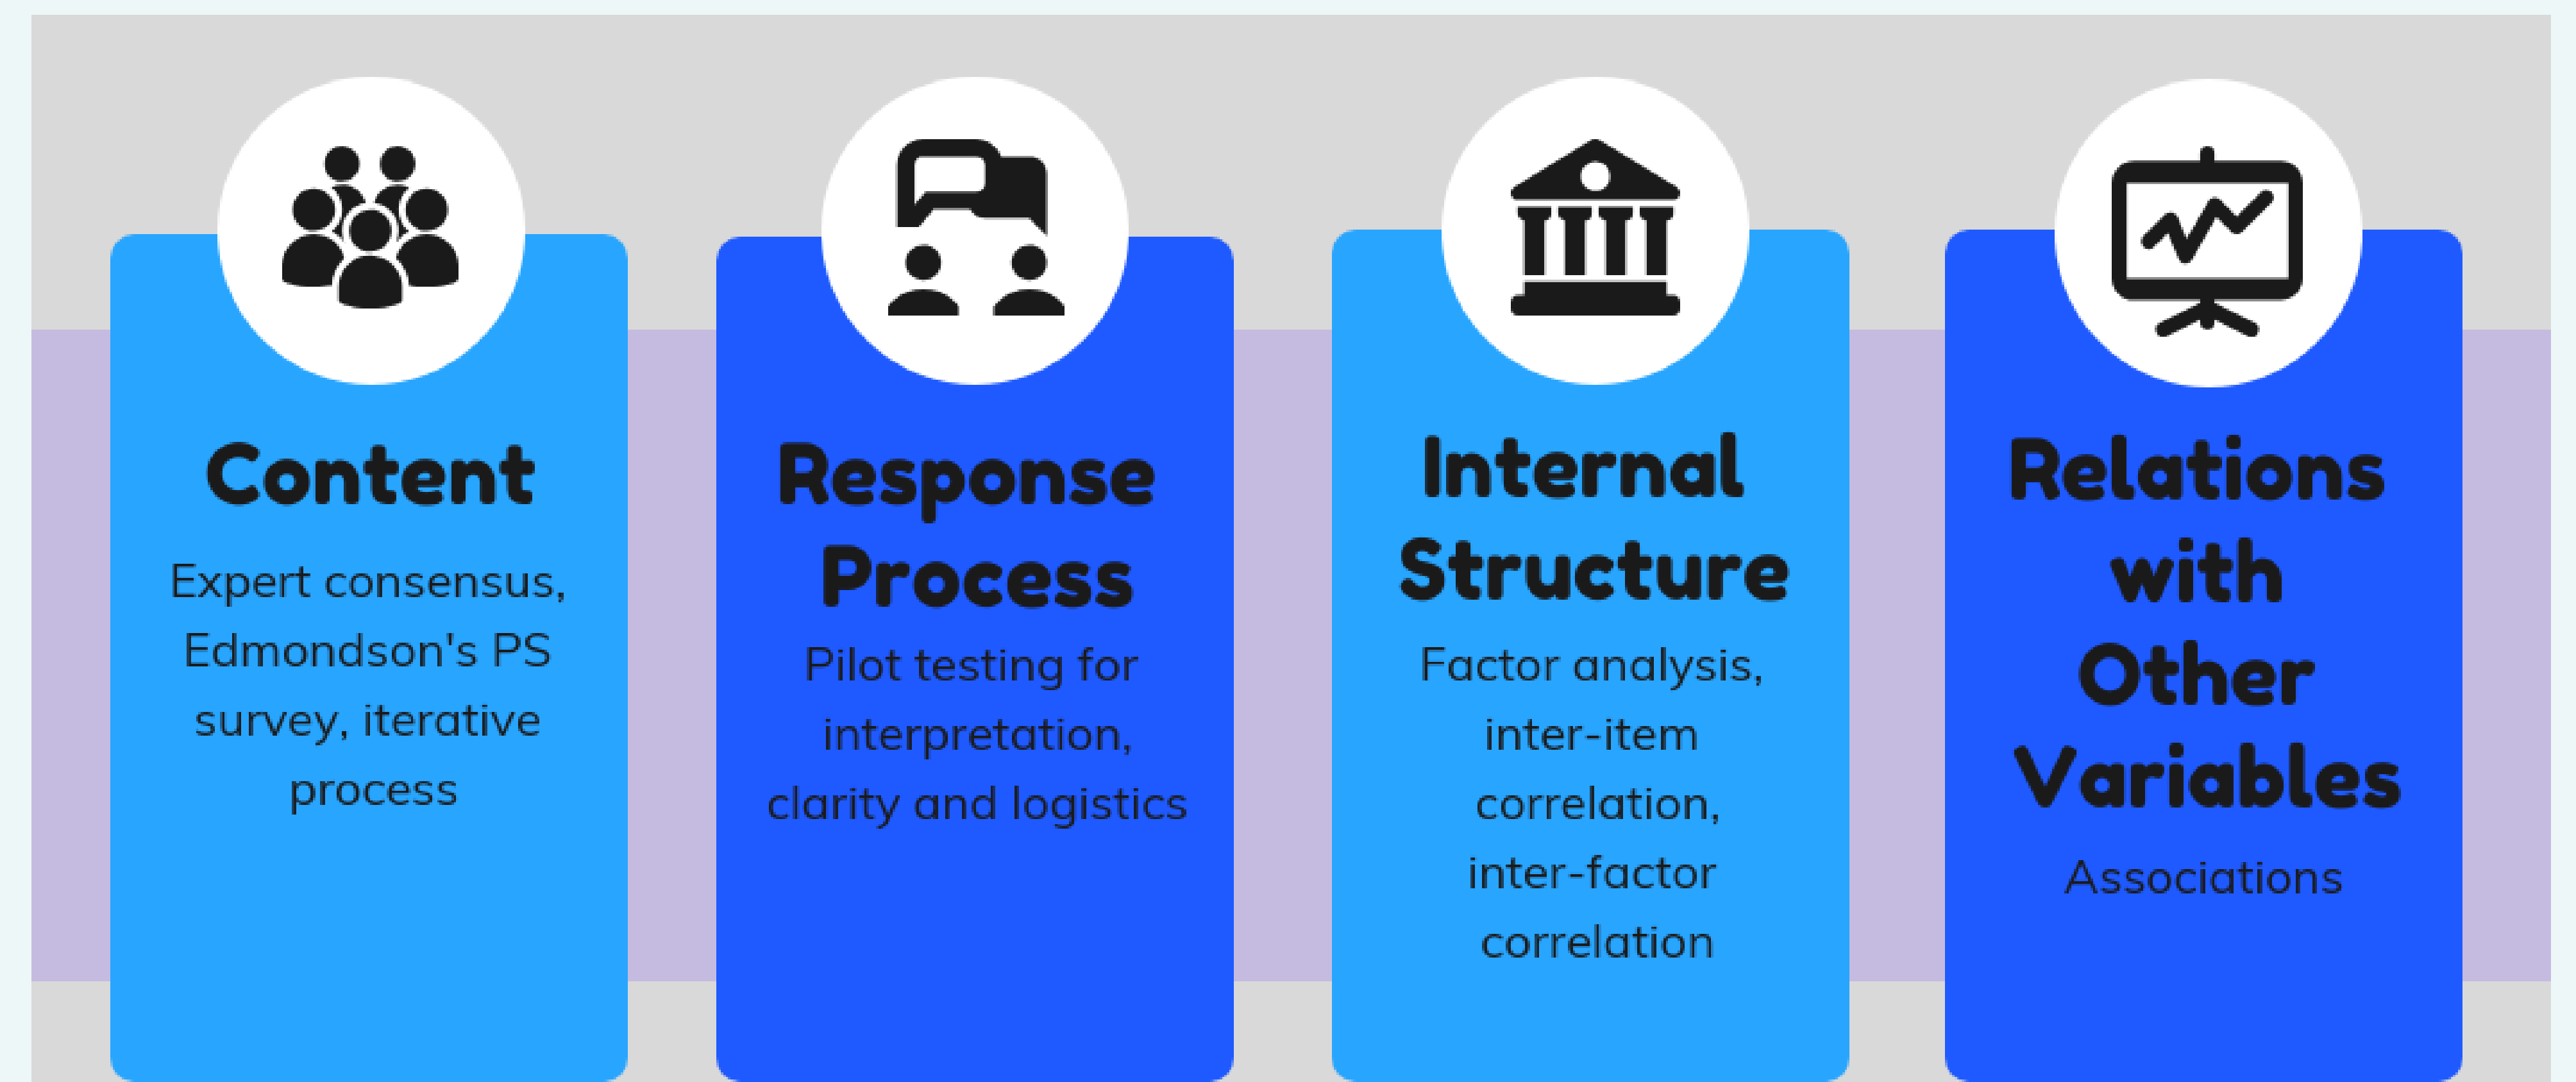 Content
Expert consensus,
Edmondson's PS
survey, iterative
process
Response
Process
Pilot testing for
interpretation,
clarity and logistics
Internal
Structure
Factor analysis,
inter-item
correlation,
inter-factor
correlation
Relations
with
Other
Variables
Associations